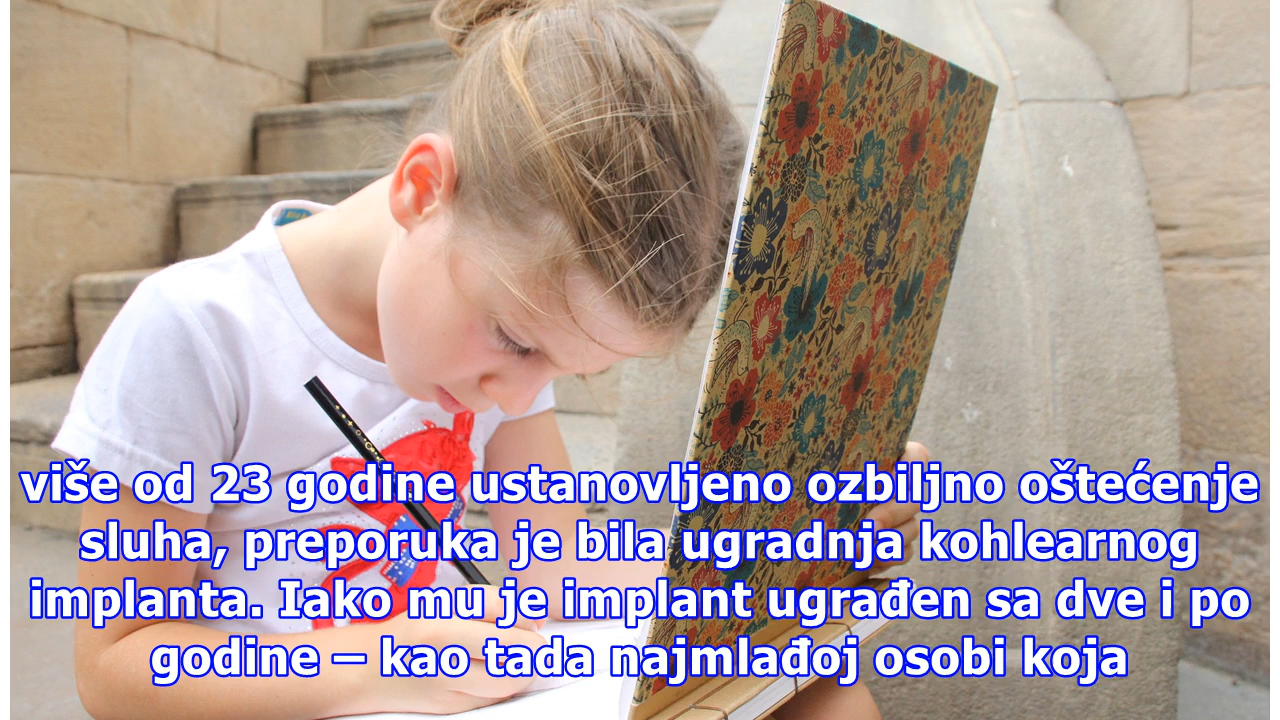 više od 23 godine ustanovljeno ozbiljno oštećenje
sluha, preporuka je bila ugradnja kohlearnog
implanta. Iako mu je implant ugrađen sa dve i po
godine – kao tada najmlađoj osobi koja